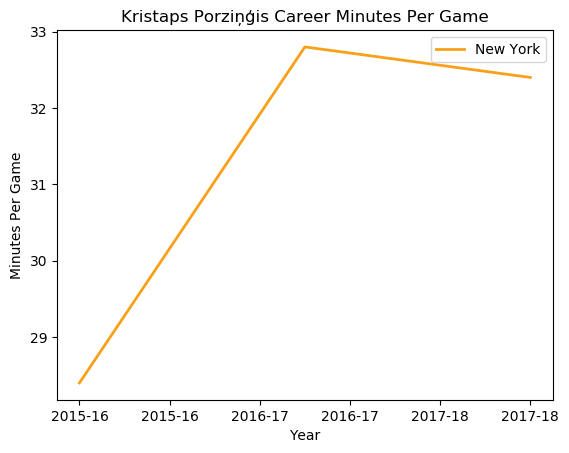 Kristaps Porziņģis Career Minutes Per Game
New York
33
32
31
30
29
Minutes Per Game
2015-16 2015-16 2016-17 2016-17 2017-18 2017-18
Year